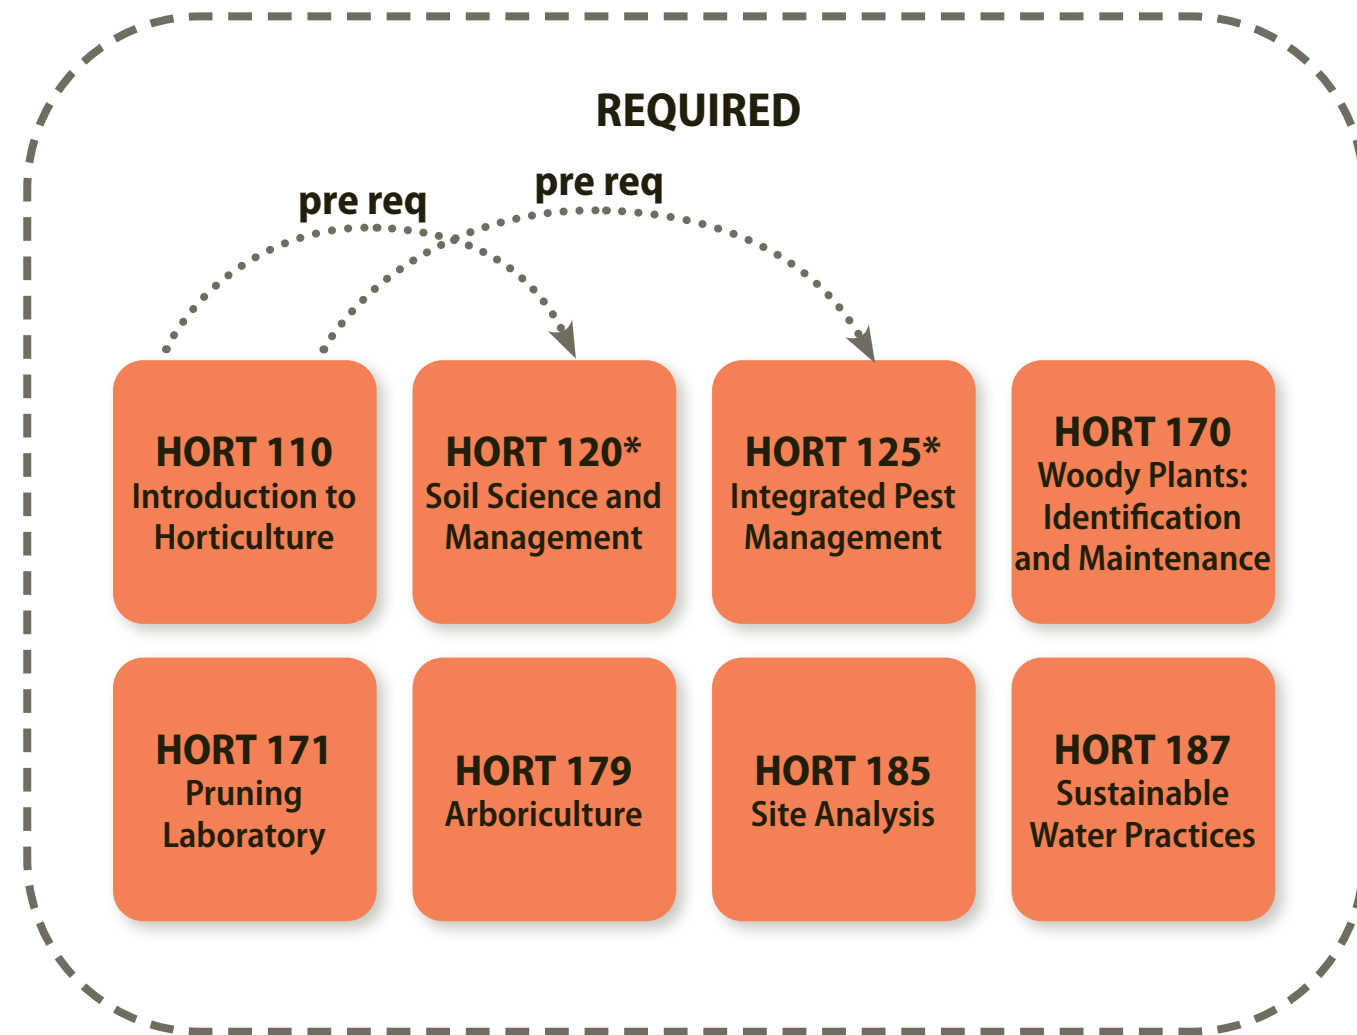 REQUIRED
pre req
pre req
HORT 110
Introduction to
Horticulture
HORT 120*
Soil Science and
Management
HORT 125*
Integrated Pest
Management
HORT 170
Woody Plants:
Identification
and Maintenance
HORT 171
Pruning
Laboratory
HORT 179
Arboriculture
HORT 185
Site Analysis
HORT 187
Sustainable
Water Practices